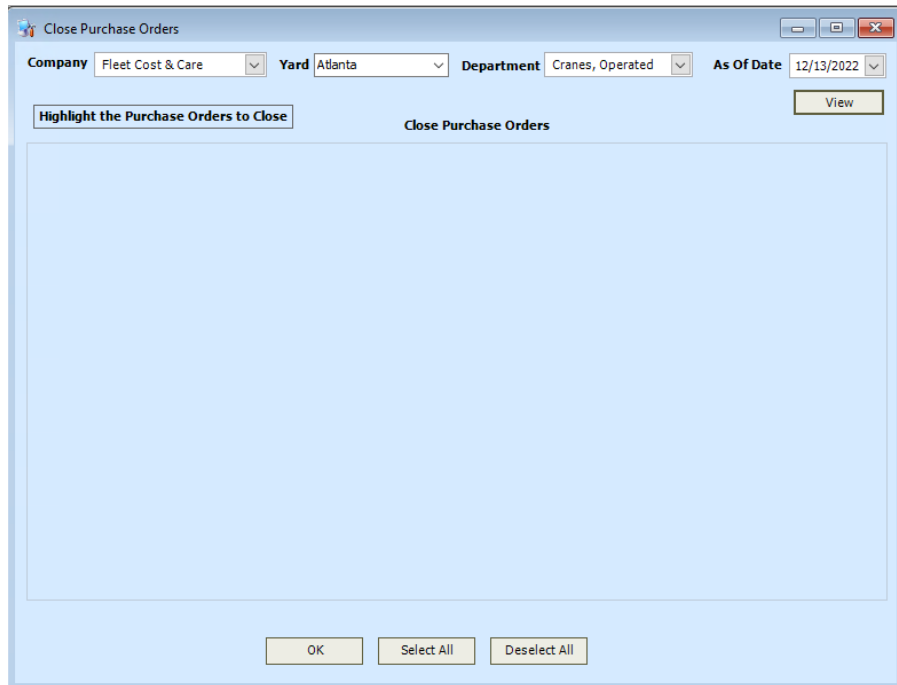 Close Purchase Orders
Company Fleet Cost & Care Yard Atlanta Department Cranes, Operated As Of Date 12/13/2022
View
Highlight the Purchase Orders to Close
Close Purchase Orders
OK Select All Deselect All